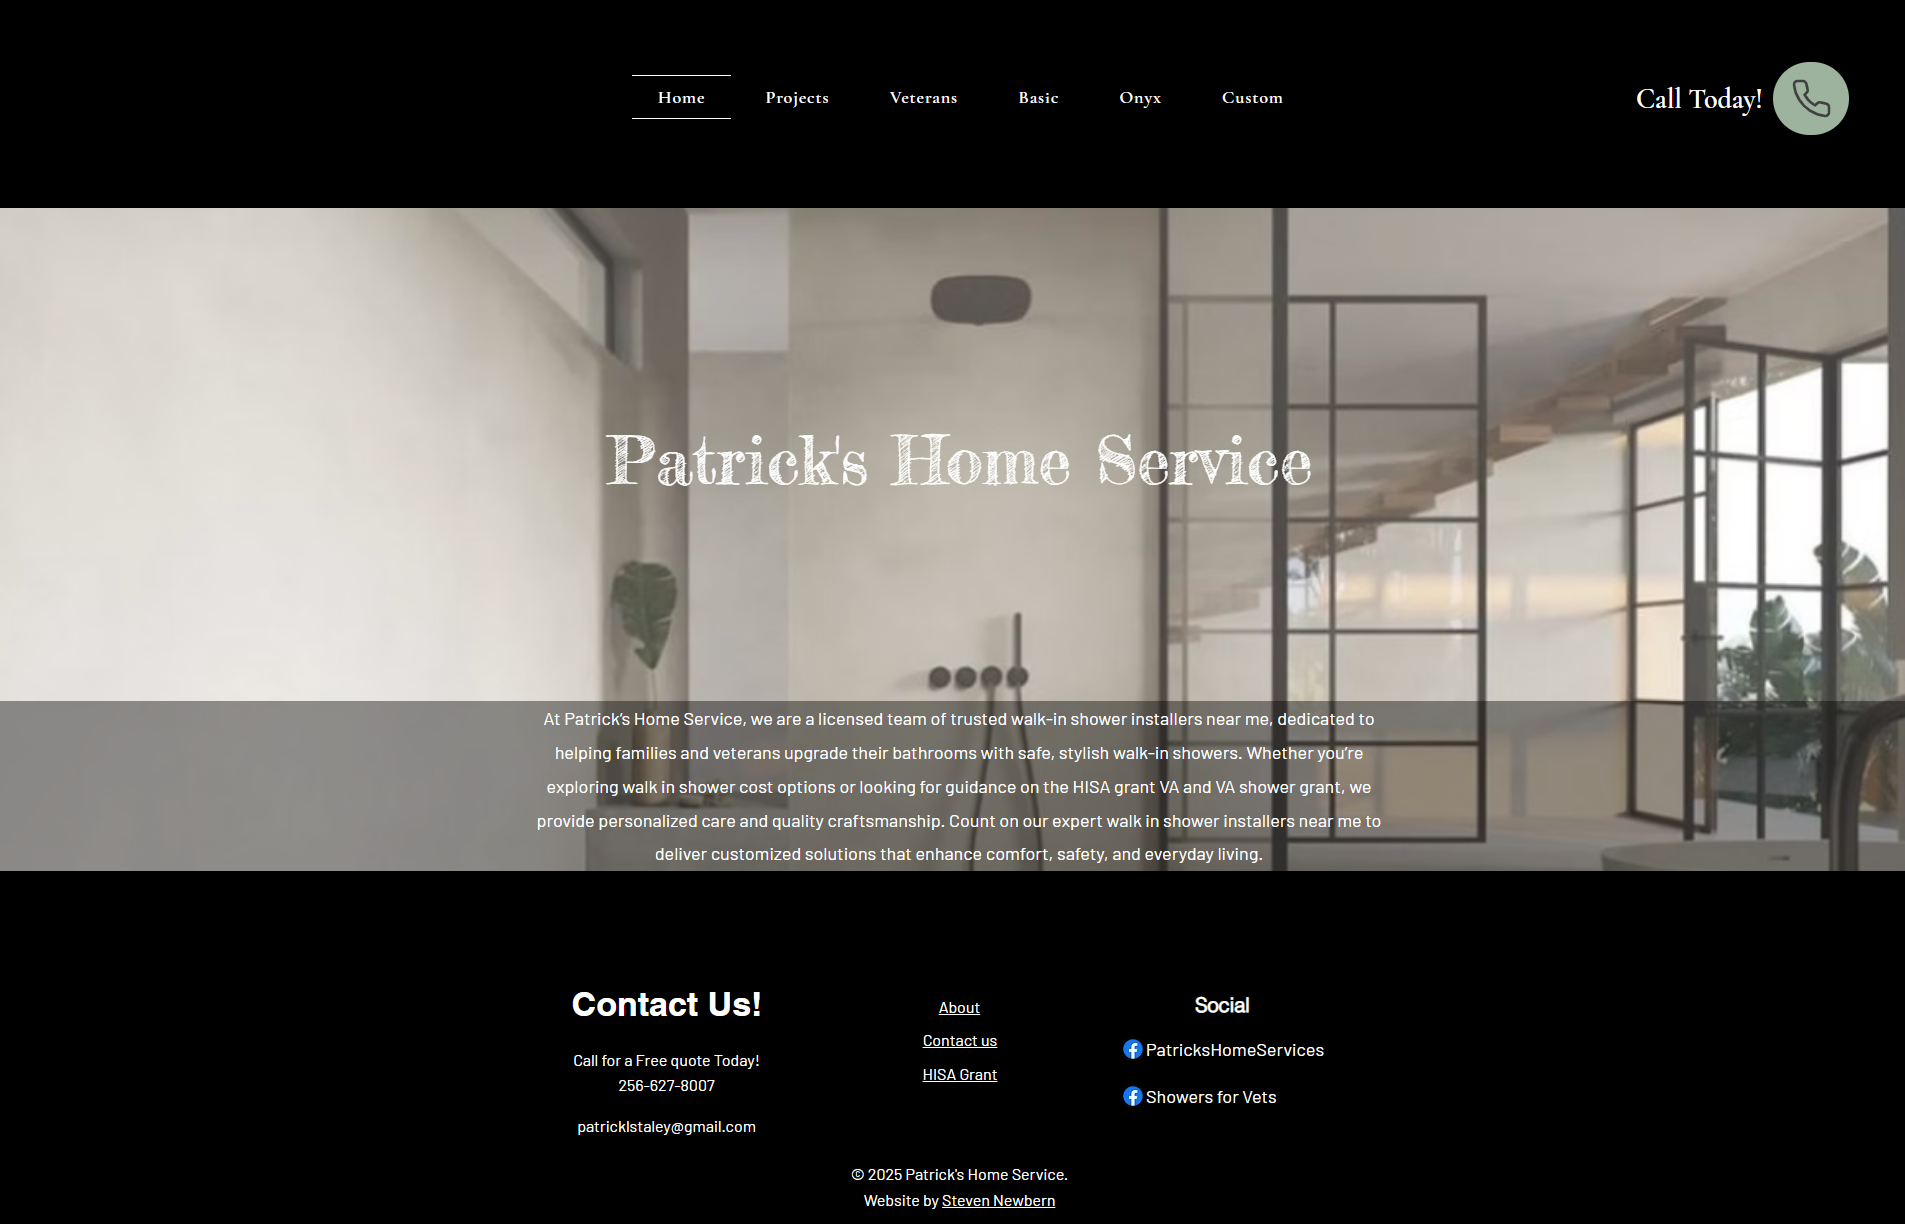 Home Projects Veterans Basic Onyx Custom
Call Today!
Patrick's Home Service
At Patrick’s Home Service, we are a licensed team of trusted walk-in shower installers near me, dedicated to
helping families and veterans upgrade their bathrooms with safe, stylish walk-in showers. Whether you’re
exploring walk in shower cost options or looking for guidance on the HISA grant VA and VA shower grant, we
provide personalized care and quality craftsmanship. Count on our expert walk in shower installers near me to
deliver customized solutions that enhance comfort, safety, and everyday living.
Contact Us!
Call for a Free quote Today!
256-627-8007
patricklstaley@gmail.com
About
Contact us
HISA Grant
Social
PatricksHomeServices
Showers for Vets
© 2025 Patrick's Home Service.
Website by Steven Newbern